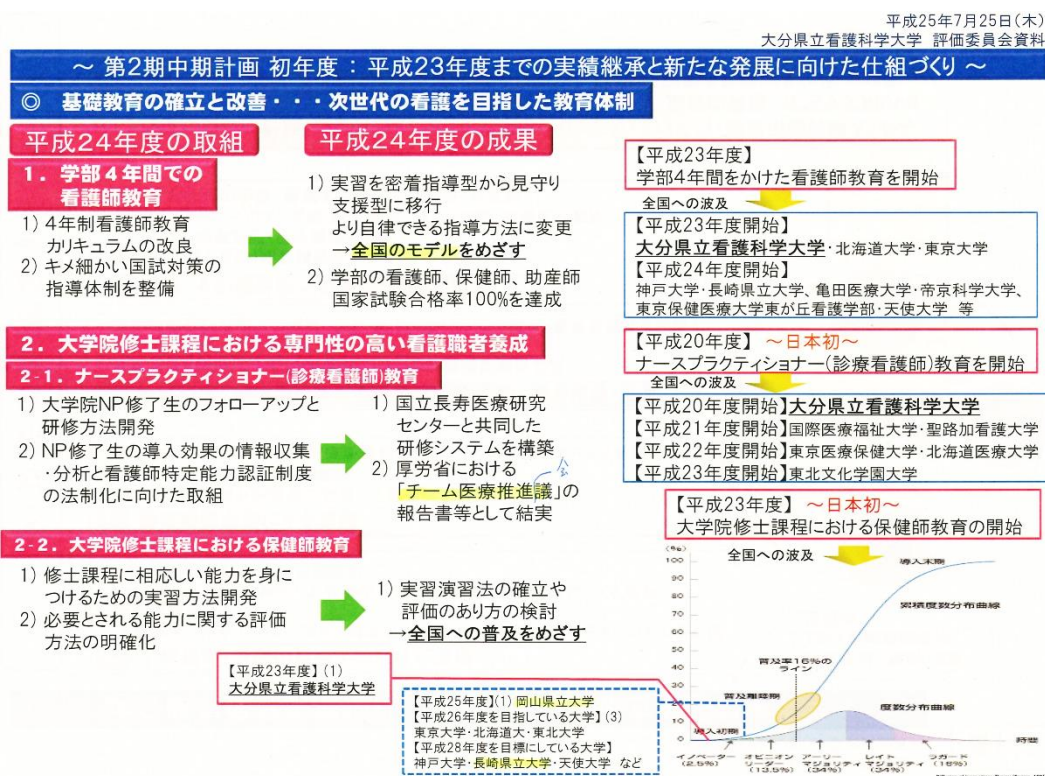 平成25年7月25日(木)
大分県立看護科学大学 評価委員会資料
～ 第2期中期計画 初年度 : 平成23年度までの実績継承と新たな発展に向けた仕組づくり ～
◎ 基礎教育の確立と改善・・・次世代の看護を目指した教育体制
平成24年度の取組
平成24年度の成果
1. 学部4年間での
看護師教育
1) 4年制看護師教育
カリキュラムの改良
2) キメ細かい国試対策の
指導体制を整備
1) 実習を密着指導型から見守り
支援型に移行
より自律できる指導方法に変更
→全国のモデルをめざす
2) 学部の看護師、保健師、助産師
国家試験合格率100%を達成
【平成23年度】
学部4年間をかけた看護師教育を開始
全国への波及
【平成23年度開始】
大分県立看護科学大学・北海道大学・東京大学
【平成24年度開始】
神戸大学・長崎県立大学、亀田医療大学・帝京科学大学、
東京保健医療大学東が丘看護学部・天使大学 等
2. 大学院修士課程における専門性の高い看護職者養成
2-1. ナースプラクティショナー(診療看護師)教育
1) 大学院NP修了生のフォローアップと
研修方法開発
2) NP修了生の導入効果の情報収集
・分析と看護師特定能力認証制度
の法制化に向けた取組
1) 国立長寿医療研究
センターと共同した
研修システムを構築
2) 厚労省における
会
「チーム医療推進議」の
報告書等として結実
【平成20年度】 ～日本初～
ナースプラクティショナー(診療看護師)教育を開始
全国への波及
【平成20年度開始】大分県立看護科学大学
【平成21年度開始】国際医療福祉大学・聖路加看護大学
【平成22年度開始】東京医療保健大学・北海道医療大学
【平成23年度開始】東北文化学園大学
【平成23年度】 ～日本初～
大学院修士課程における保健師教育の開始
全国への波及
2-2. 大学院修士課程における保健師教育
1) 修士課程に相応しい能力を身に
つけるための実習方法開発
2) 必要とされる能力に関する評価
方法の明確化
1) 実習演習法の確立や
評価のあり方の検討
→全国への普及をめざす
【平成23年度】(1)
大分県立看護科学大学
【平成25年度】(1) 岡山県立大学
【平成26年度を目指している大学】(3)
東京大学・北海道大・東北大学
【平成28年度を目標にしている大学】
神戸大学・長崎県立大学・天使大学 など
(%)
100
90
80
70
60
50
40
30
20
10
0
導入末期
累積度数分布曲線
普及率16%の
ライン
普及離陸期
度数分布曲線
導入初期
時間
イノベーター
(2.5%)
オピニオン
リーダー
(13.5%)
アーリー
マジョリティ
(34%)
レイト
マジョリティ
(34%)
ラガード
(16%)